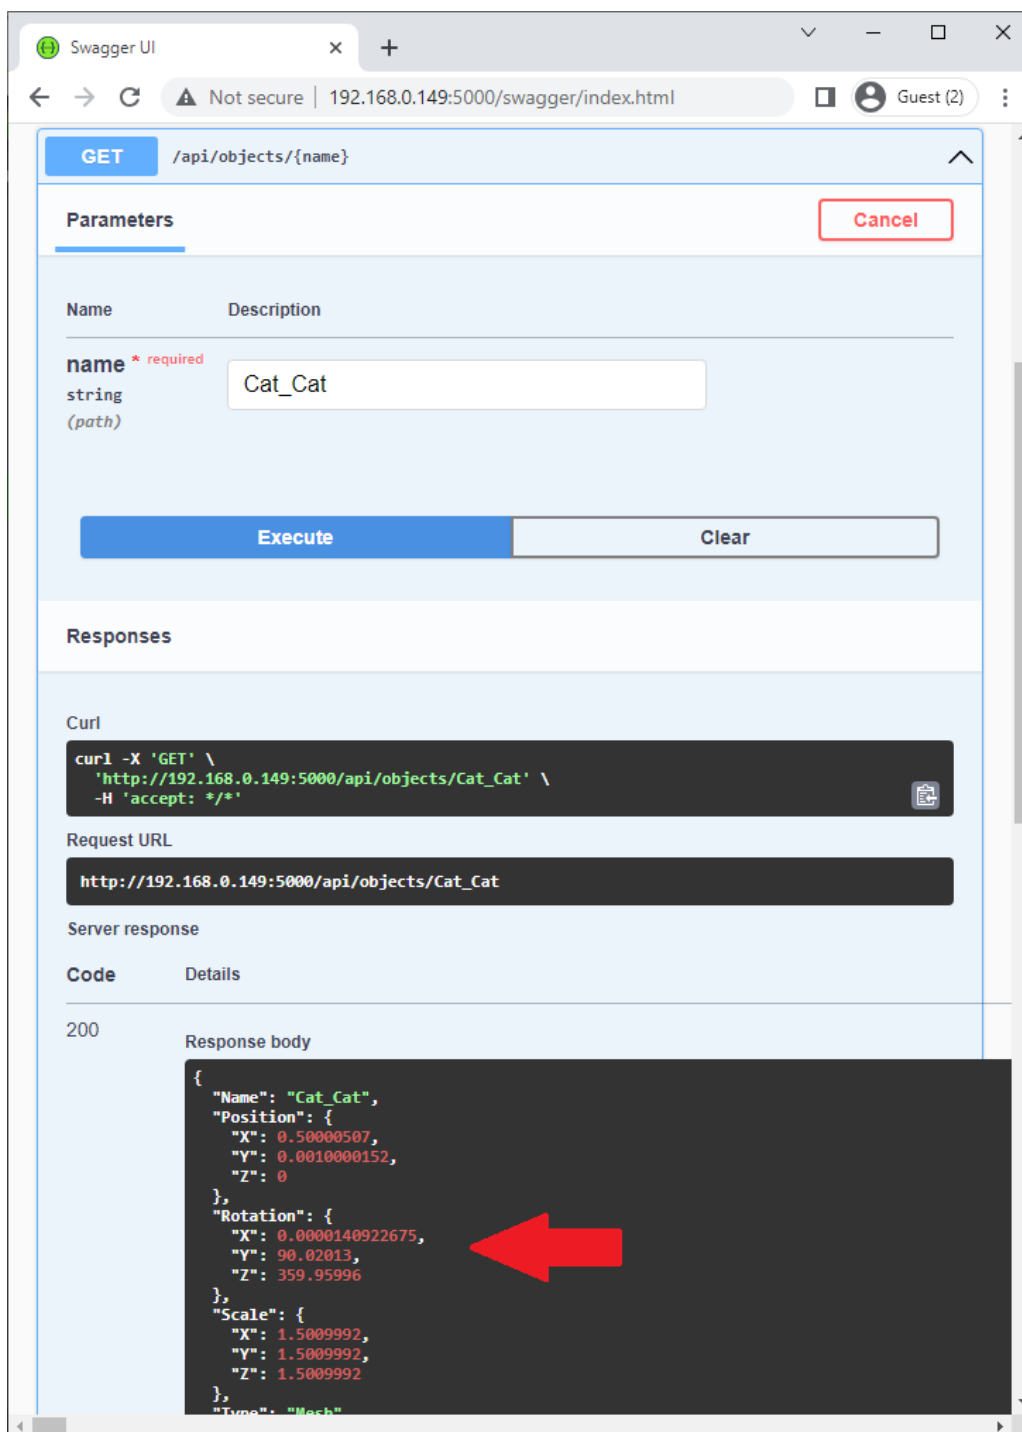 Swagger UI
Not secure | 192.168.0.149:5000/swagger/index.html
Guest (2)
GET /api/objects/{name}
Parameters
Cancel
Name Description
name * required
string
(path)
Cat_Cat
Execute
Clear
Responses
Curl
curl -X 'GET' \
'http://192.168.0.149:5000/api/objects/Cat_Cat' \
-H 'accept: */*'
Request URL
http://192.168.0.149:5000/api/objects/Cat_Cat
Server response
Code Details
200
Response body
{
"Name": "Cat_Cat",
"Position": {
"X": 0.50000507,
"Y": 0.0010000152,
"Z": 0
},
"Rotation": {
"X": 0.0000140922675,
"Y": 90.02013,
"Z": 359.95996
},
"Scale": {
"X": 1.5009992,
"Y": 1.5009992,
"Z": 1.5009992
},
"Type": "Mesh"